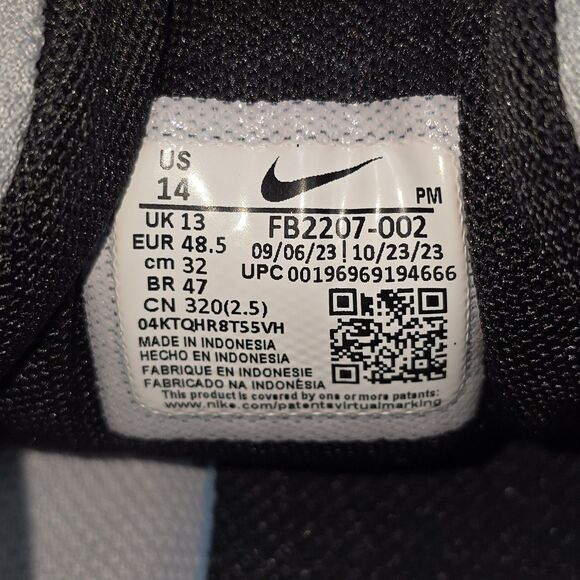 US
14
PM
UK 13
EUR 48.5
cm 32
BR 47
CN 320(2.5)
FB2207-002
09/06/23 | 10/23/23
UPC 00196969194666
04KTQHR8T55VH
MADE IN INDONESIA
HECHO EN INDONESIA
FABRIQUE EN INDONESIE
FABRICADO NA INDONÉSIA
This product is covered by one or more patents:
www.nike.com/patentsvirtualmarking